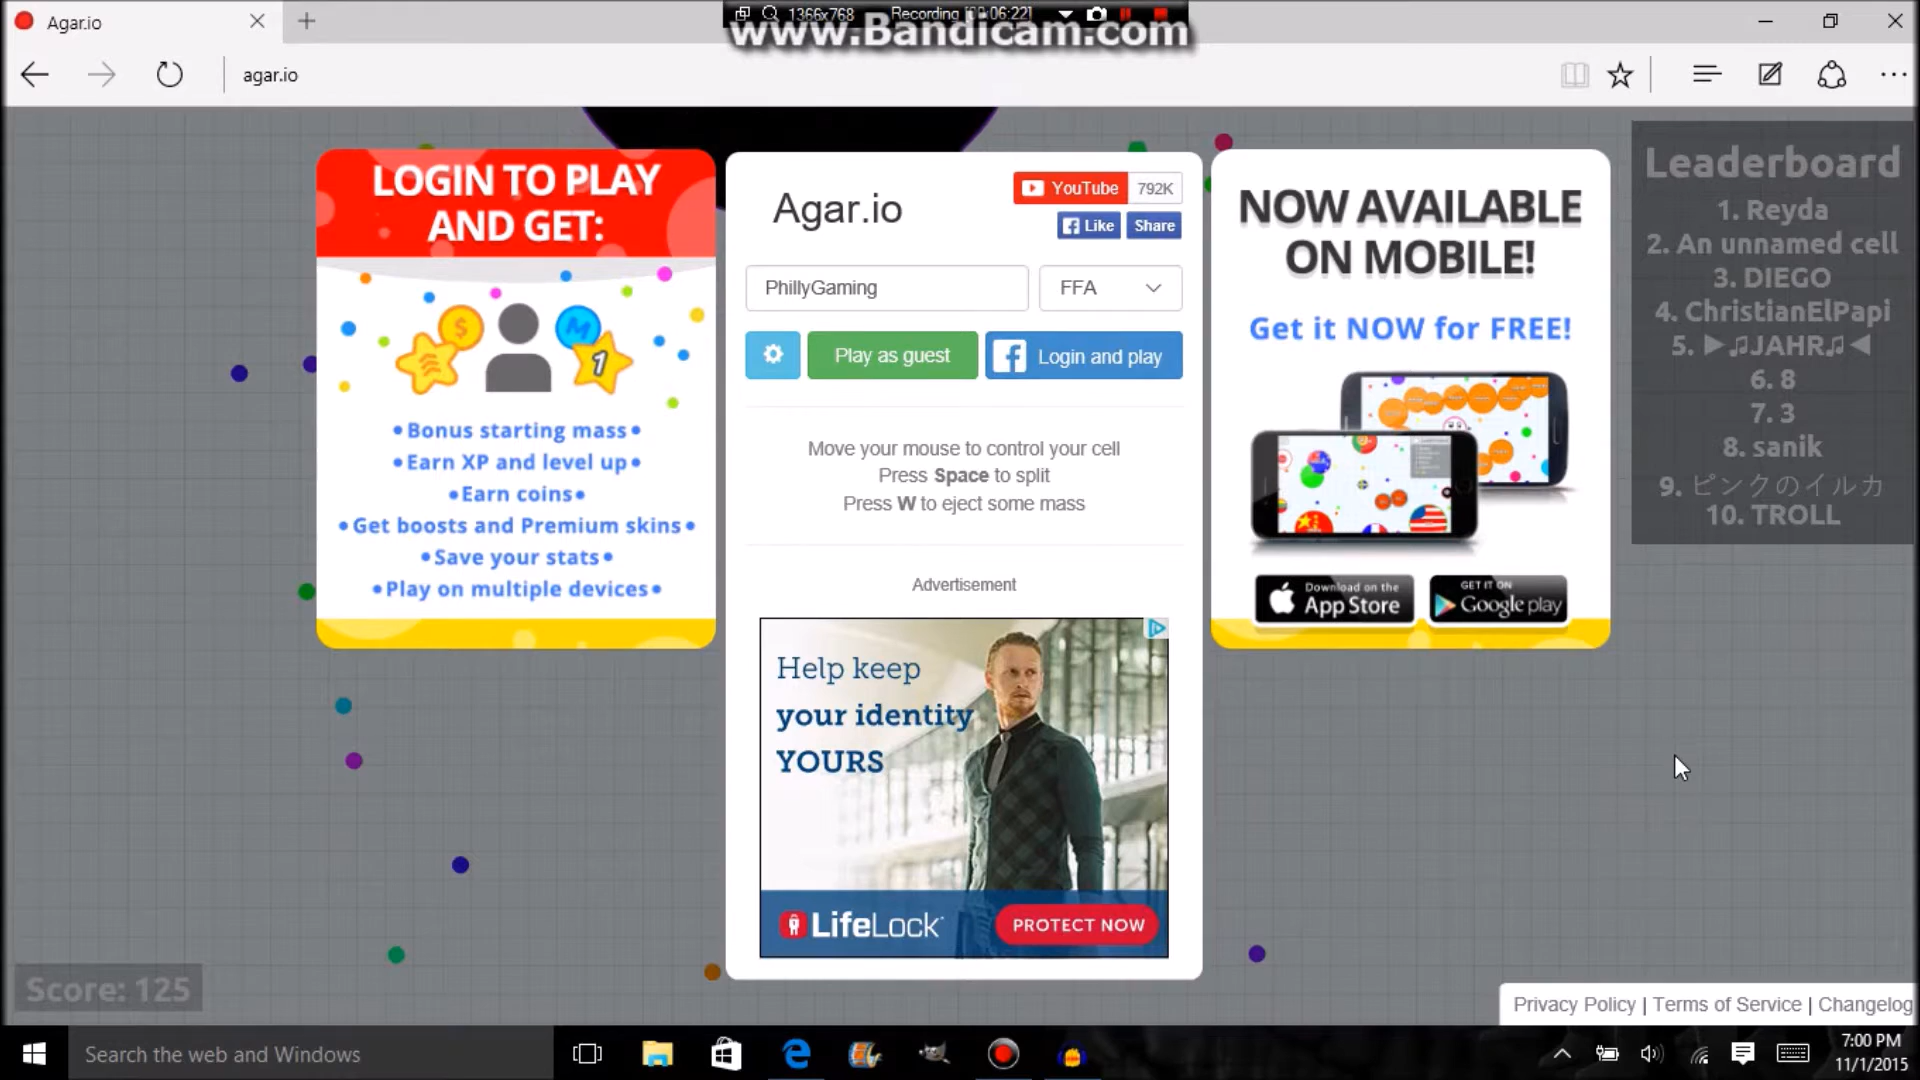 Agar.io
1366x768 Recording [00:06:22]
www.Bandicam.com
agar.io
LOGIN TO PLAY
AND GET:
•Bonus starting mass•
•Earn XP and level up•
•Earn coins•
•Get boosts and Premium skins•
•Save your stats•
•Play on multiple devices•
Agar.io
YouTube 792K
Like Share
PhillyGaming FFA
Play as guest Login and play
Move your mouse to control your cell
Press Space to split
Press W to eject some mass
Advertisement
Help keep
your identity
YOURS
LifeLock PROTECT NOW
NOW AVAILABLE
ON MOBILE!
Get it NOW for FREE!
Download on the
App Store
GET IT ON
Google play
Leaderboard
1. Reyda
2. An unnamed cell
3. DIEGO
4. ChristianElPapi
5. ►♫JAHR♫◄
6. 8
7. 3
8. sanik
9. ピンクのイルカ
10. TROLL
Score: 125
Privacy Policy | Terms of Service | Changelog
Search the web and Windows
7:00 PM
11/1/2015